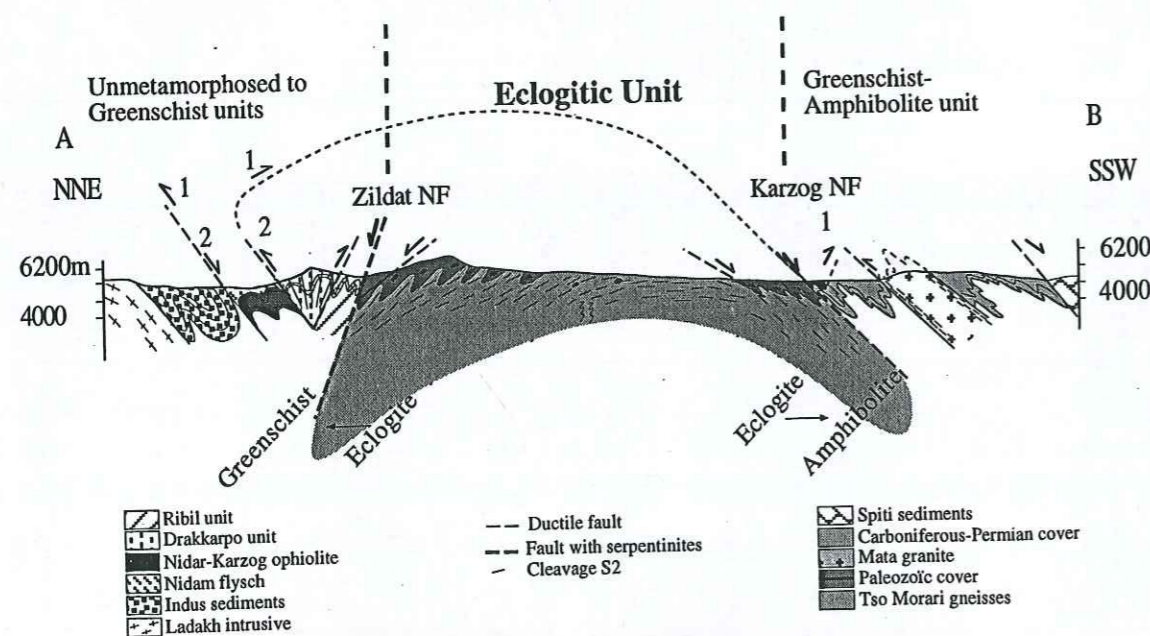 Unmetamorphosed to
Greenschist units
Eclogitic Unit
Greenschist-
Amphibolite unit
A
B
NNE
SSW
1
1
Zildat NF
Karzog NF
2
2
1
6200m
4000
6200
4000
Greenschist
Eclogite
Eclogite
Amphibolite
Ribil unit
Drakkarpo unit
Nidar-Karzog ophiolite
Nidam flysch
Indus sediments
Ladakh intrusive
Ductile fault
Fault with serpentinites
Cleavage S2
Spiti sediments
Carboniferous-Permian cover
Mata granite
Paleozoïc cover
Tso Morari gneisses